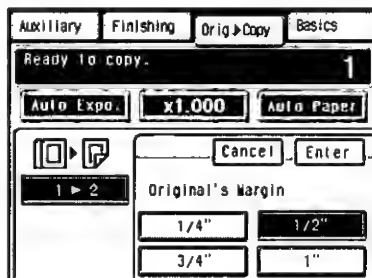 Auxiliary Finishing Orig▸Copy Basics
Ready to copy. 1
Auto Expo. x1.000 Auto Paper
Cancel Enter
1 ► 2 Original's Margin
1/4" 1/2"
3/4" 1"